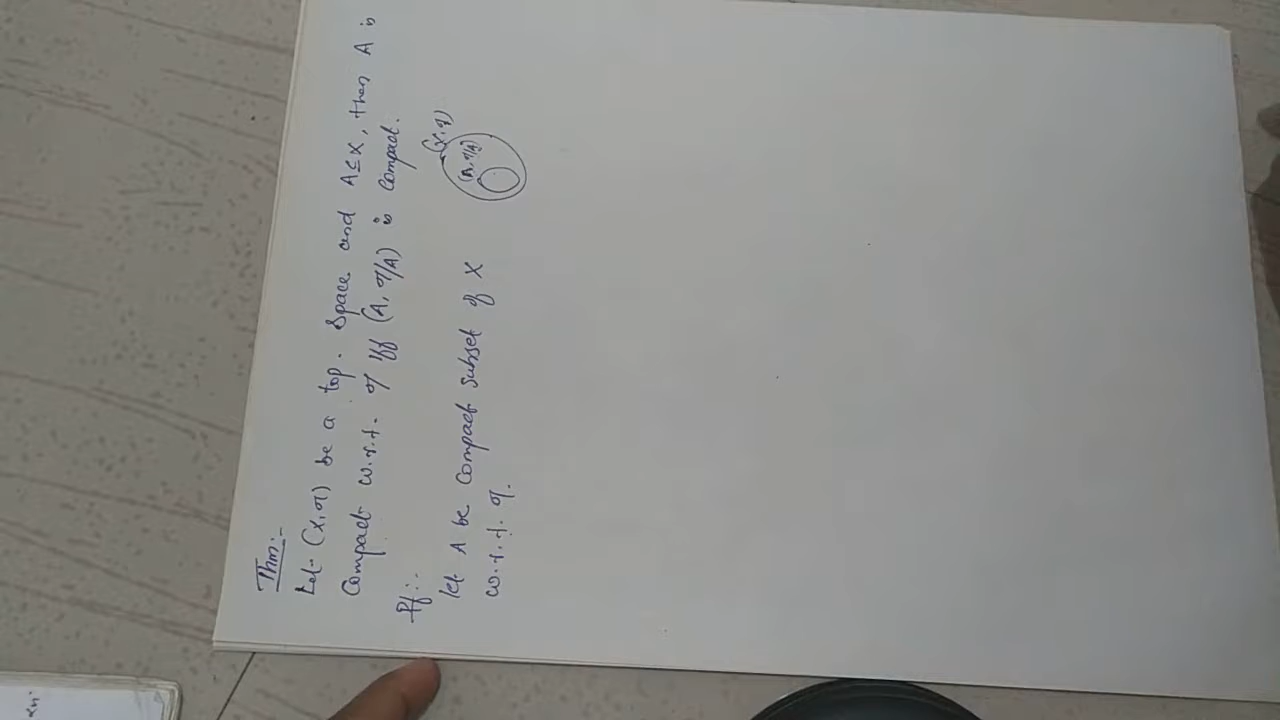 Thm:-
Let (X,τ) be a top. Space and A⊆X, then A is
Compact w.r.t. τ iff (A, τ/A) is Compact.
Pf:-
let A be Compact subset of X
w.r.t. τ.
(X,τ)
(A, τ/A)